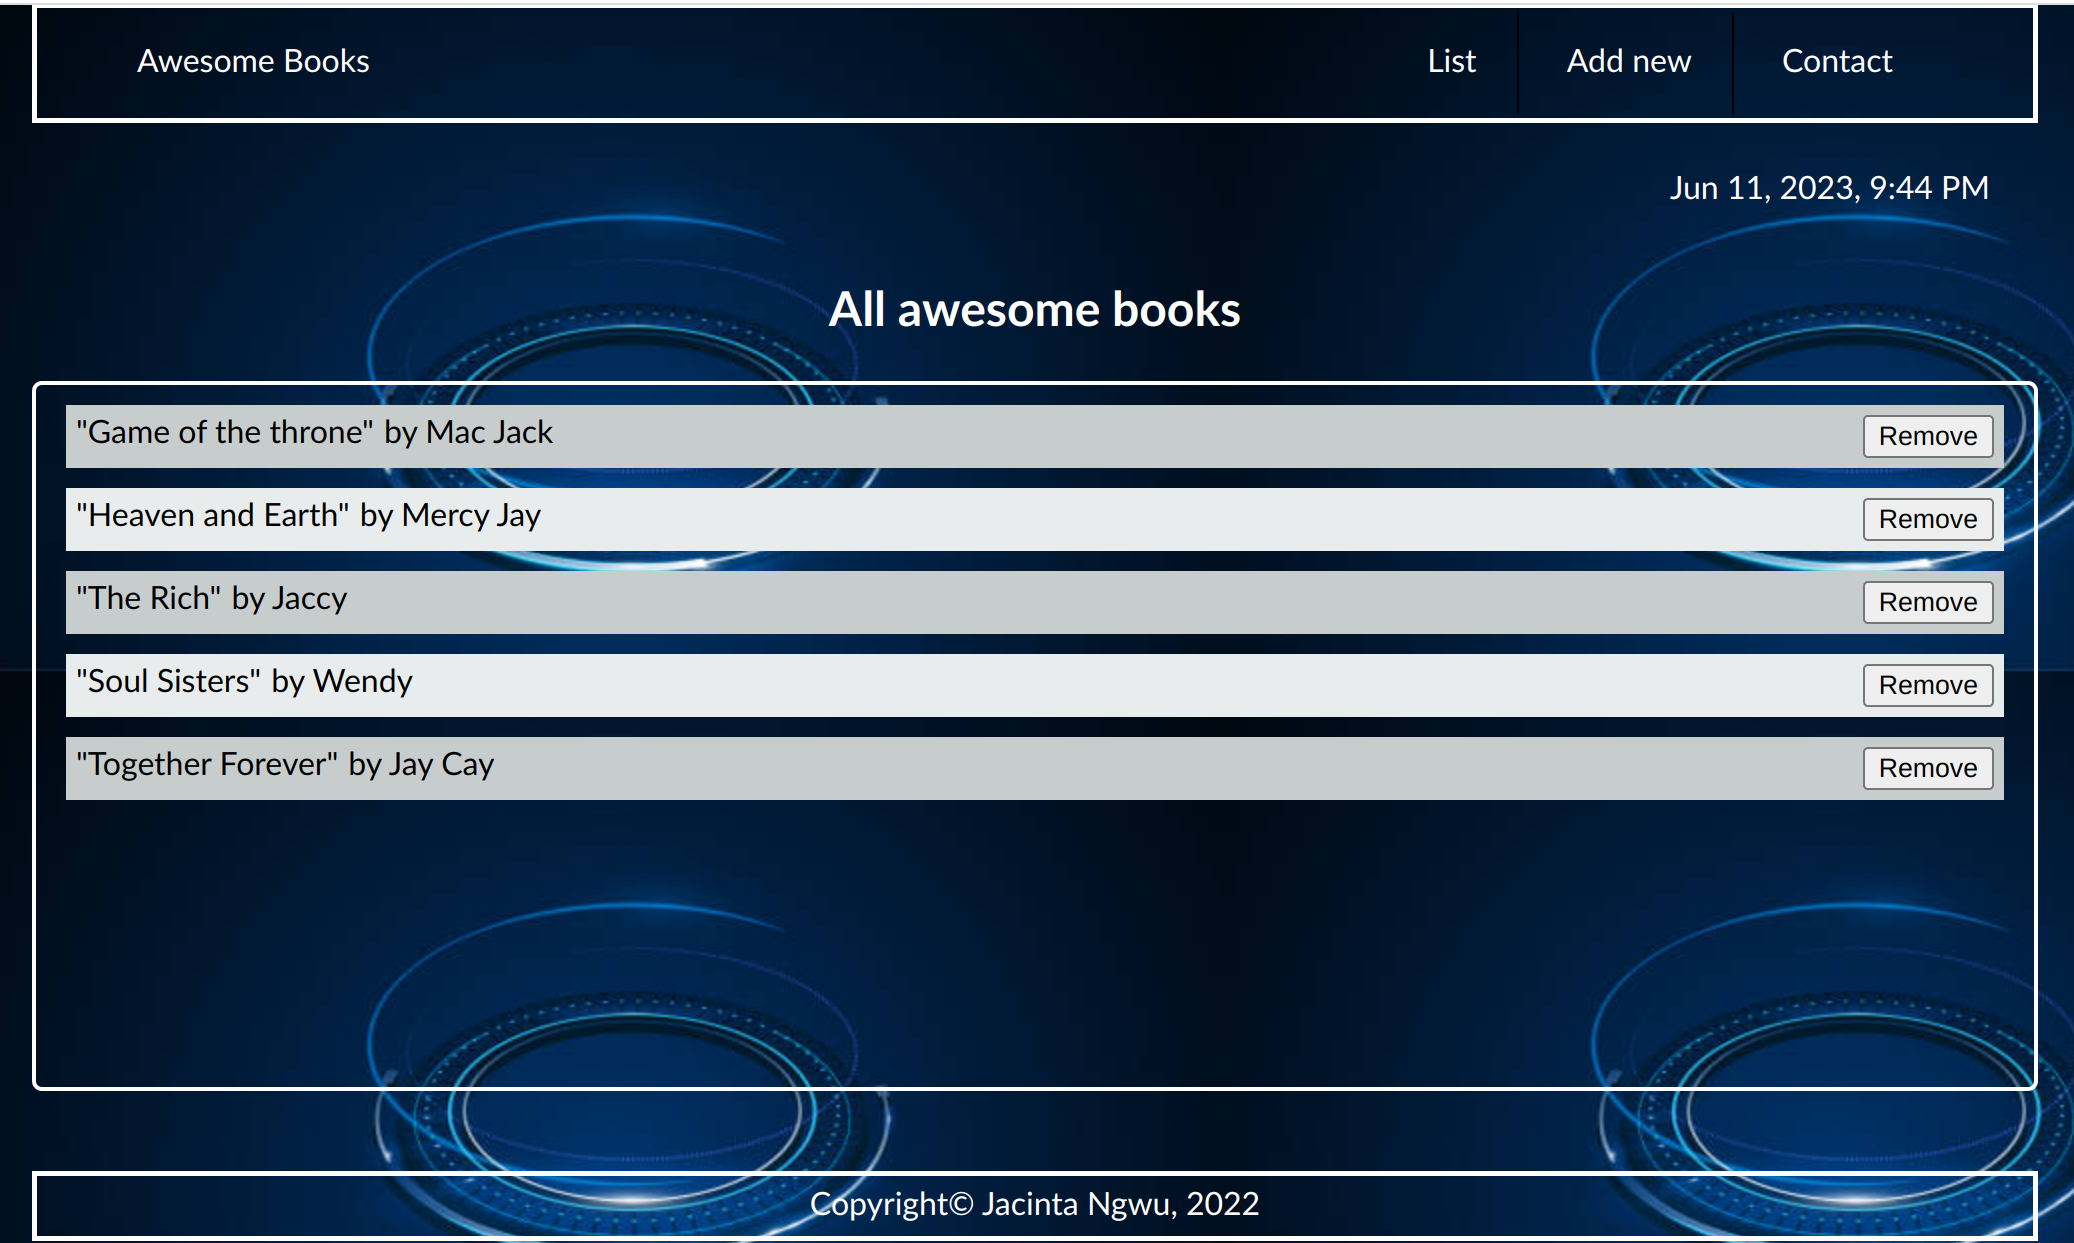 Awesome Books List Add new Contact
Jun 11, 2023, 9:44 PM
All awesome books
"Game of the throne" by Mac Jack Remove
"Heaven and Earth" by Mercy Jay Remove
"The Rich" by Jaccy Remove
"Soul Sisters" by Wendy Remove
"Together Forever" by Jay Cay Remove
Copyright© Jacinta Ngwu, 2022